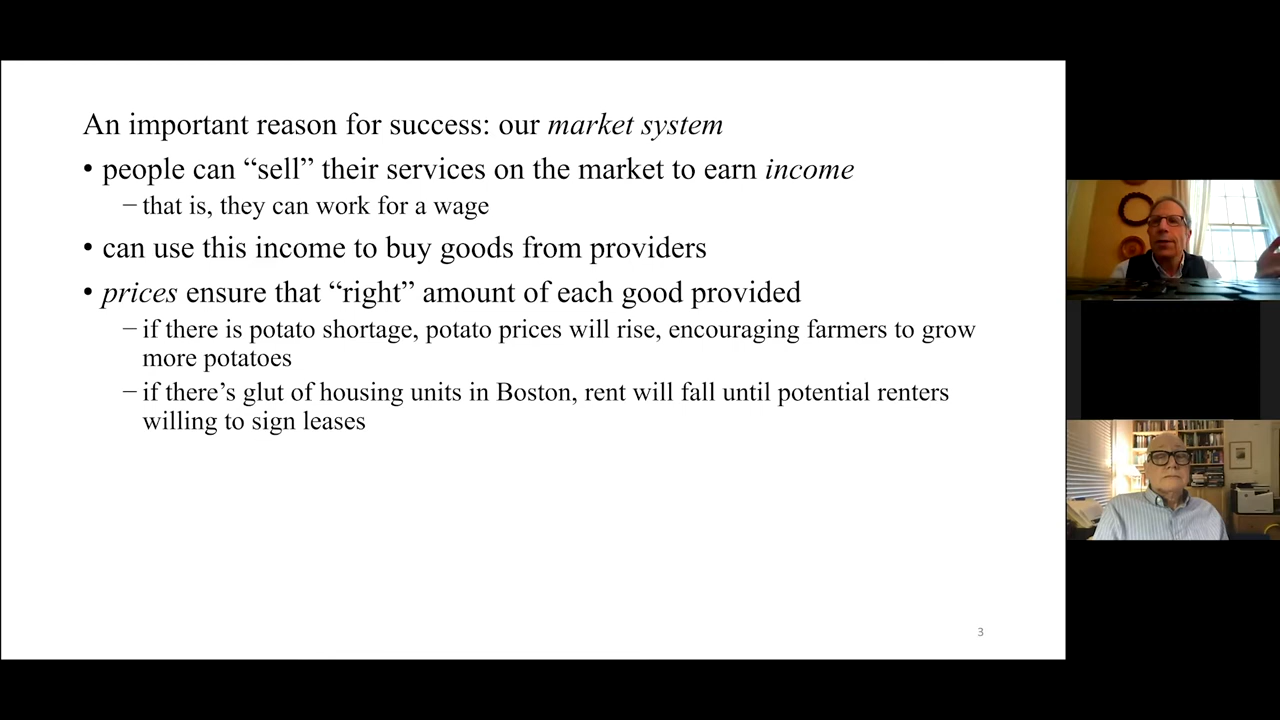 An important reason for success: our market system
• people can “sell” their services on the market to earn income
– that is, they can work for a wage
• can use this income to buy goods from providers
• prices ensure that “right” amount of each good provided
– if there is potato shortage, potato prices will rise, encouraging farmers to grow
more potatoes
– if there’s glut of housing units in Boston, rent will fall until potential renters
willing to sign leases
3